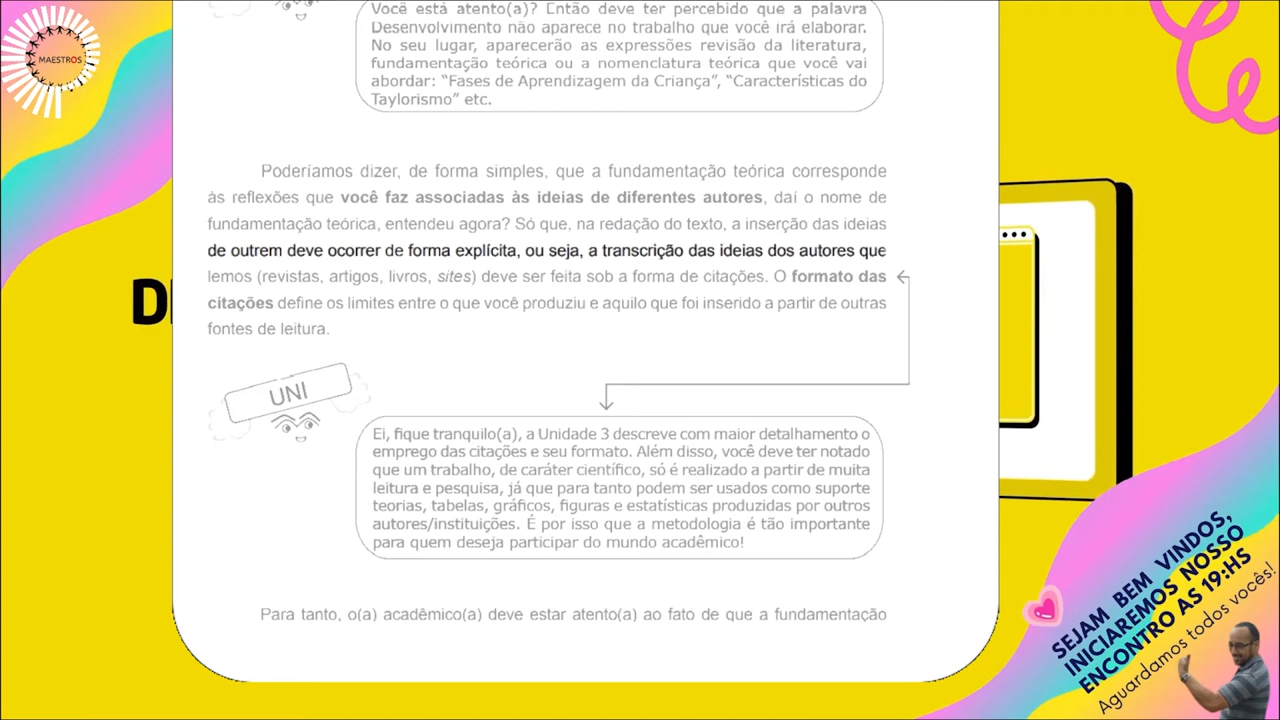 MAESTROS
Você está atento(a)? Então deve ter percebido que a palavra
Desenvolvimento não aparece no trabalho que você irá elaborar.
No seu lugar, aparecerão as expressões revisão da literatura,
fundamentação teórica ou a nomenclatura teórica que você vai
abordar: “Fases de Aprendizagem da Criança”, “Características do
Taylorismo” etc.
Poderíamos dizer, de forma simples, que a fundamentação teórica corresponde
às reflexões que você faz associadas às ideias de diferentes autores, daí o nome de
fundamentação teórica, entendeu agora? Só que, na redação do texto, a inserção das ideias
de outrem deve ocorrer de forma explícita, ou seja, a transcrição das ideias dos autores que
lemos (revistas, artigos, livros, sites) deve ser feita sob a forma de citações. O formato das
citações define os limites entre o que você produziu e aquilo que foi inserido a partir de outras
fontes de leitura.
UNI
Ei, fique tranquilo(a), a Unidade 3 descreve com maior detalhamento o
emprego das citações e seu formato. Além disso, você deve ter notado
que um trabalho, de caráter científico, só é realizado a partir de muita
leitura e pesquisa, já que para tanto podem ser usados como suporte
teorias, tabelas, gráficos, figuras e estatísticas produzidas por outros
autores/instituições. É por isso que a metodologia é tão importante
para quem deseja participar do mundo acadêmico!
Para tanto, o(a) acadêmico(a) deve estar atento(a) ao fato de que a fundamentação
SEJAM BEM VINDOS,
INICIAREMOS NOSSO
ENCONTRO AS 19:HS
Aguardamos todos vocês!